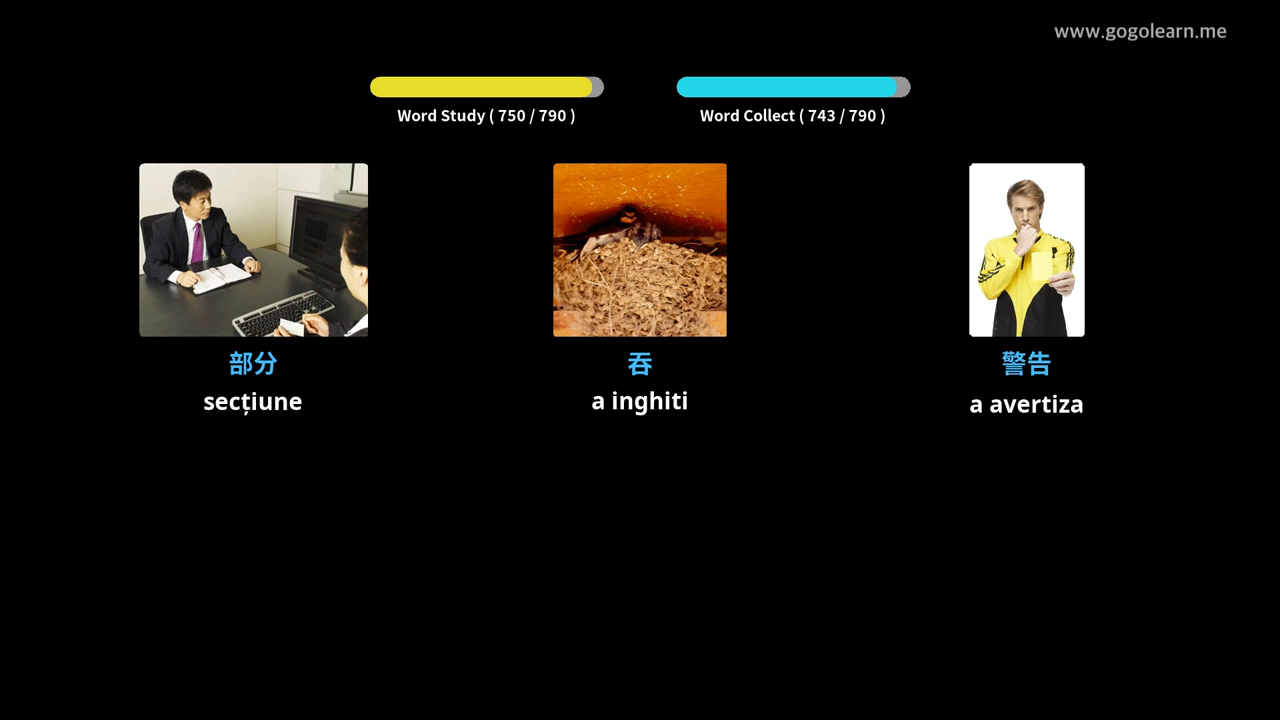 www.gogolearn.me
Word Study ( 750 / 790 )
Word Collect ( 743 / 790 )
部分
secțiune
吞
a inghiti
警告
a avertiza